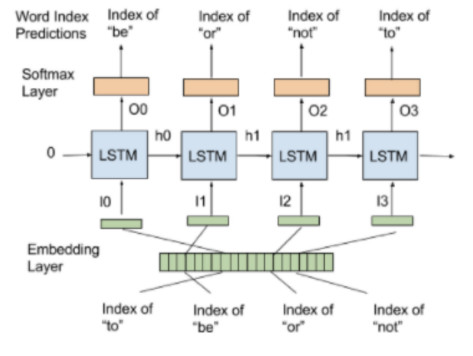 Word Index Predictions
Index of "be"
Index of "or"
Index of "not"
Index of "to"
Softmax Layer
O0
O1
O2
O3
0
LSTM
h0
LSTM
h1
LSTM
h1
LSTM
I0
I1
I2
I3
Embedding Layer
Index of "to"
Index of "be"
Index of "or"
Index of "not"